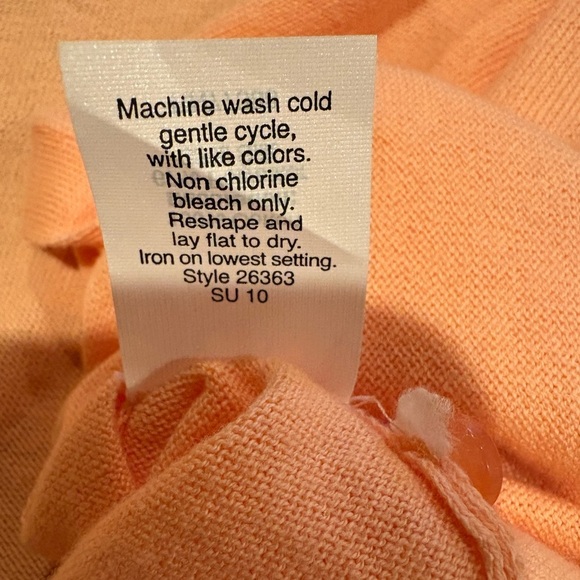 Machine wash cold
gentle cycle,
with like colors.
Non chlorine
bleach only.
Reshape and
lay flat to dry.
Iron on lowest setting.
Style 26363
SU 10